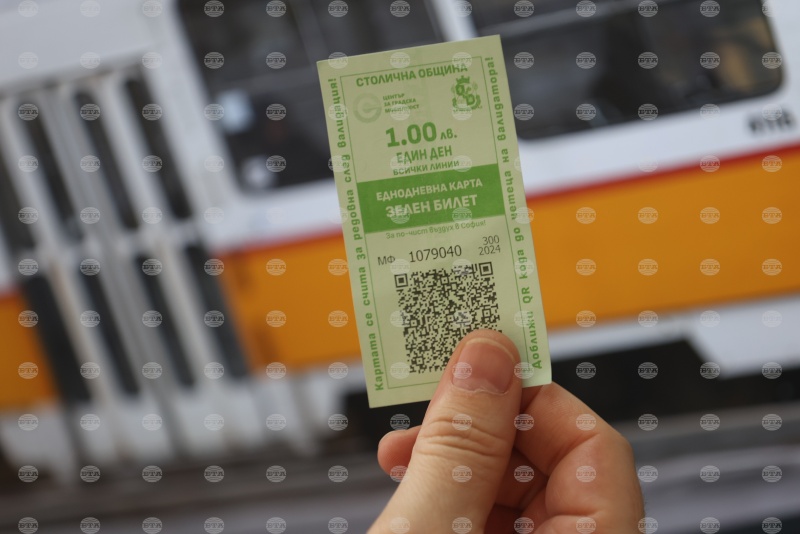 СТОЛИЧНА ОБЩИНА
ЦЕНТЪР
ЗА ГРАДСКА
МОБИЛНОСТ
1.00 лв.
ЕДИН ДЕН
ВСИЧКИ ЛИНИИ
ЕДНОДНЕВНА КАРТА
ЗЕЛЕН БИЛЕТ
За по-чист въздух в София!
МФ 1079040 300
2024
Картата се счита за редовна след валидация!
Доближи QR кода до четеца на валидатора!
БТА